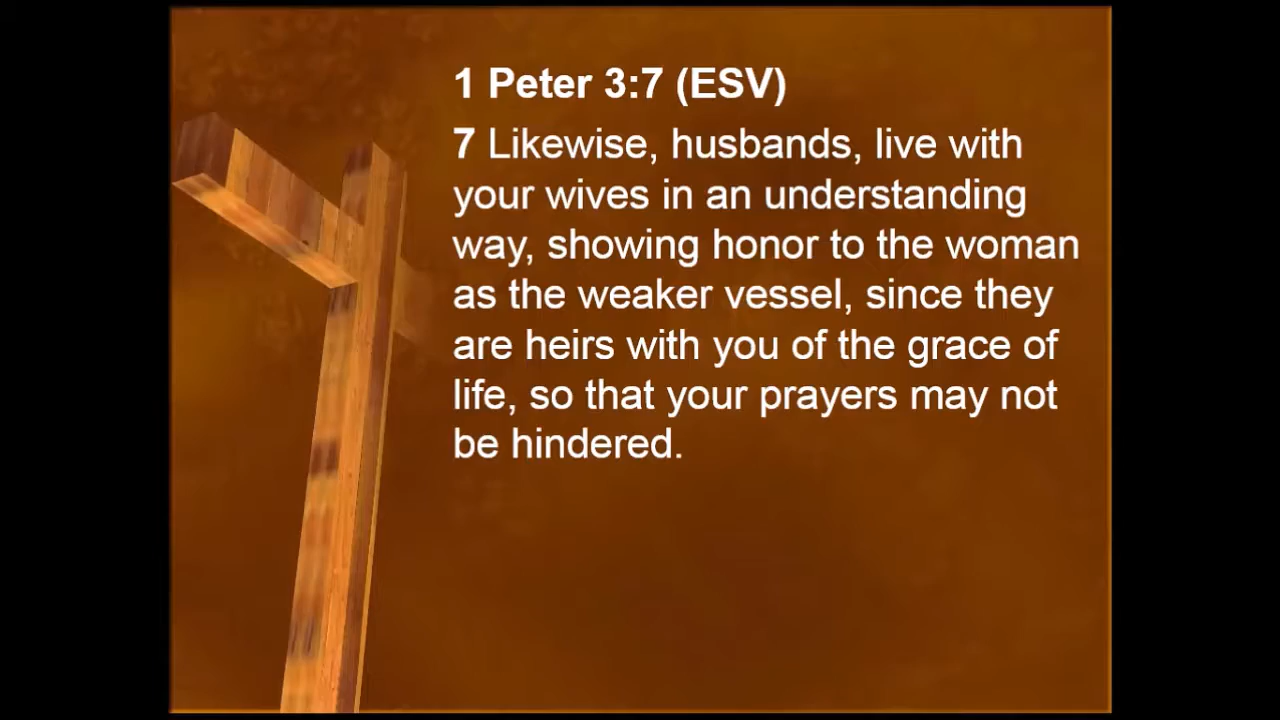 1 Peter 3:7 (ESV)
7 Likewise, husbands, live with
your wives in an understanding
way, showing honor to the woman
as the weaker vessel, since they
are heirs with you of the grace of
life, so that your prayers may not
be hindered.